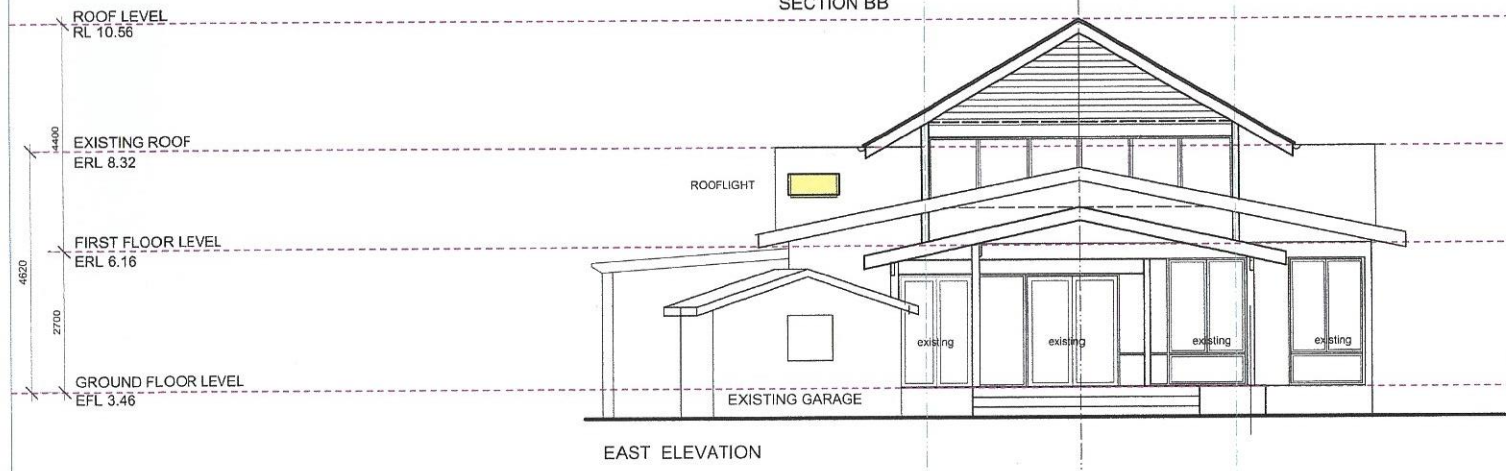 SECTION BB
ROOF LEVEL
RL 10.56
4400
EXISTING ROOF
ERL 8.32
ROOFLIGHT
FIRST FLOOR LEVEL
ERL 6.16
4620
2700
existing
existing
existing
existing
GROUND FLOOR LEVEL
EFL 3.46
EXISTING GARAGE
EAST ELEVATION